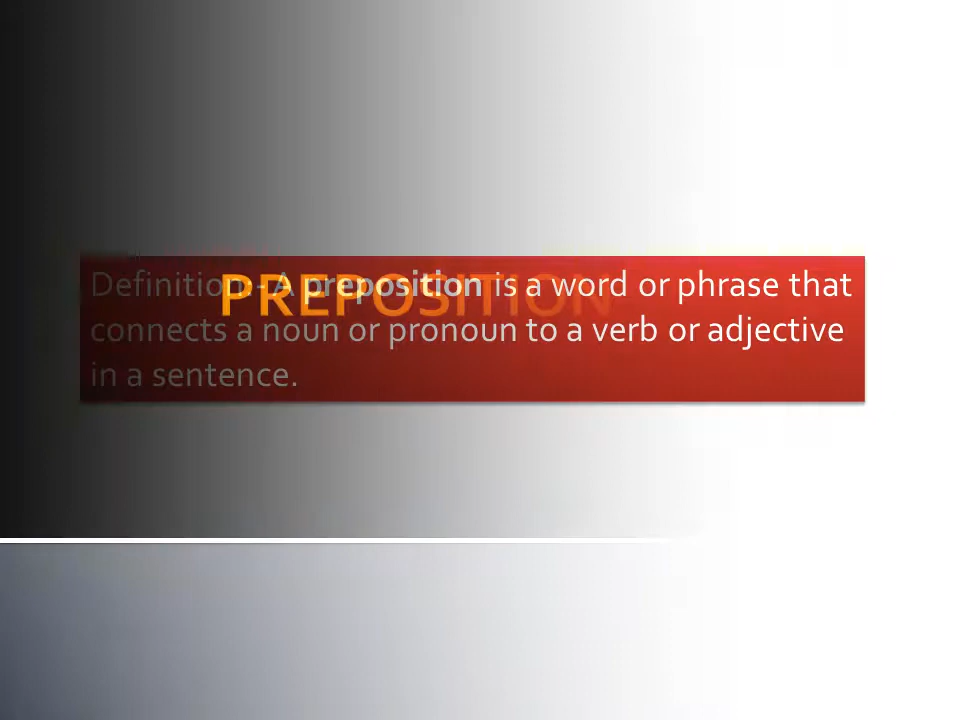 PREPOSITION
Definition:- A preposition is a word or phrase that
connects a noun or pronoun to a verb or adjective
in a sentence.